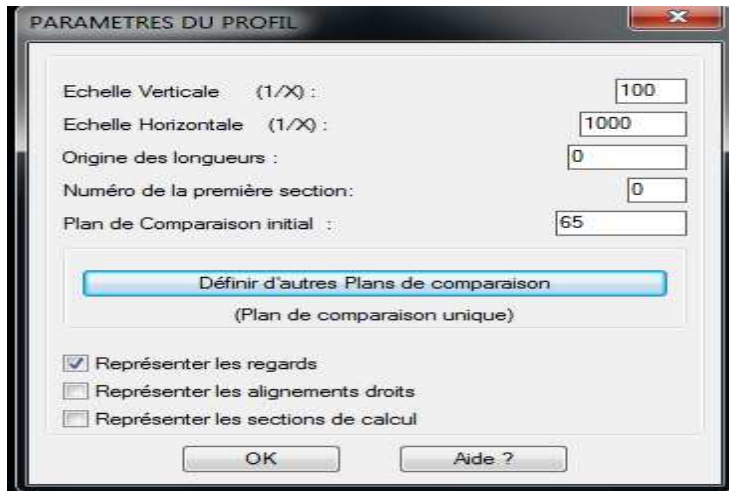 PARAMETRES DU PROFIL
Echelle Verticale (1/X) : 100
Echelle Horizontale (1/X) : 1000
Origine des longueurs : 0
Numéro de la première section: 0
Plan de Comparaison initial : 65
Définir d'autres Plans de comparaison
(Plan de comparaison unique)
Représenter les regards
Représenter les alignements droits
Représenter les sections de calcul
OK Aide ?